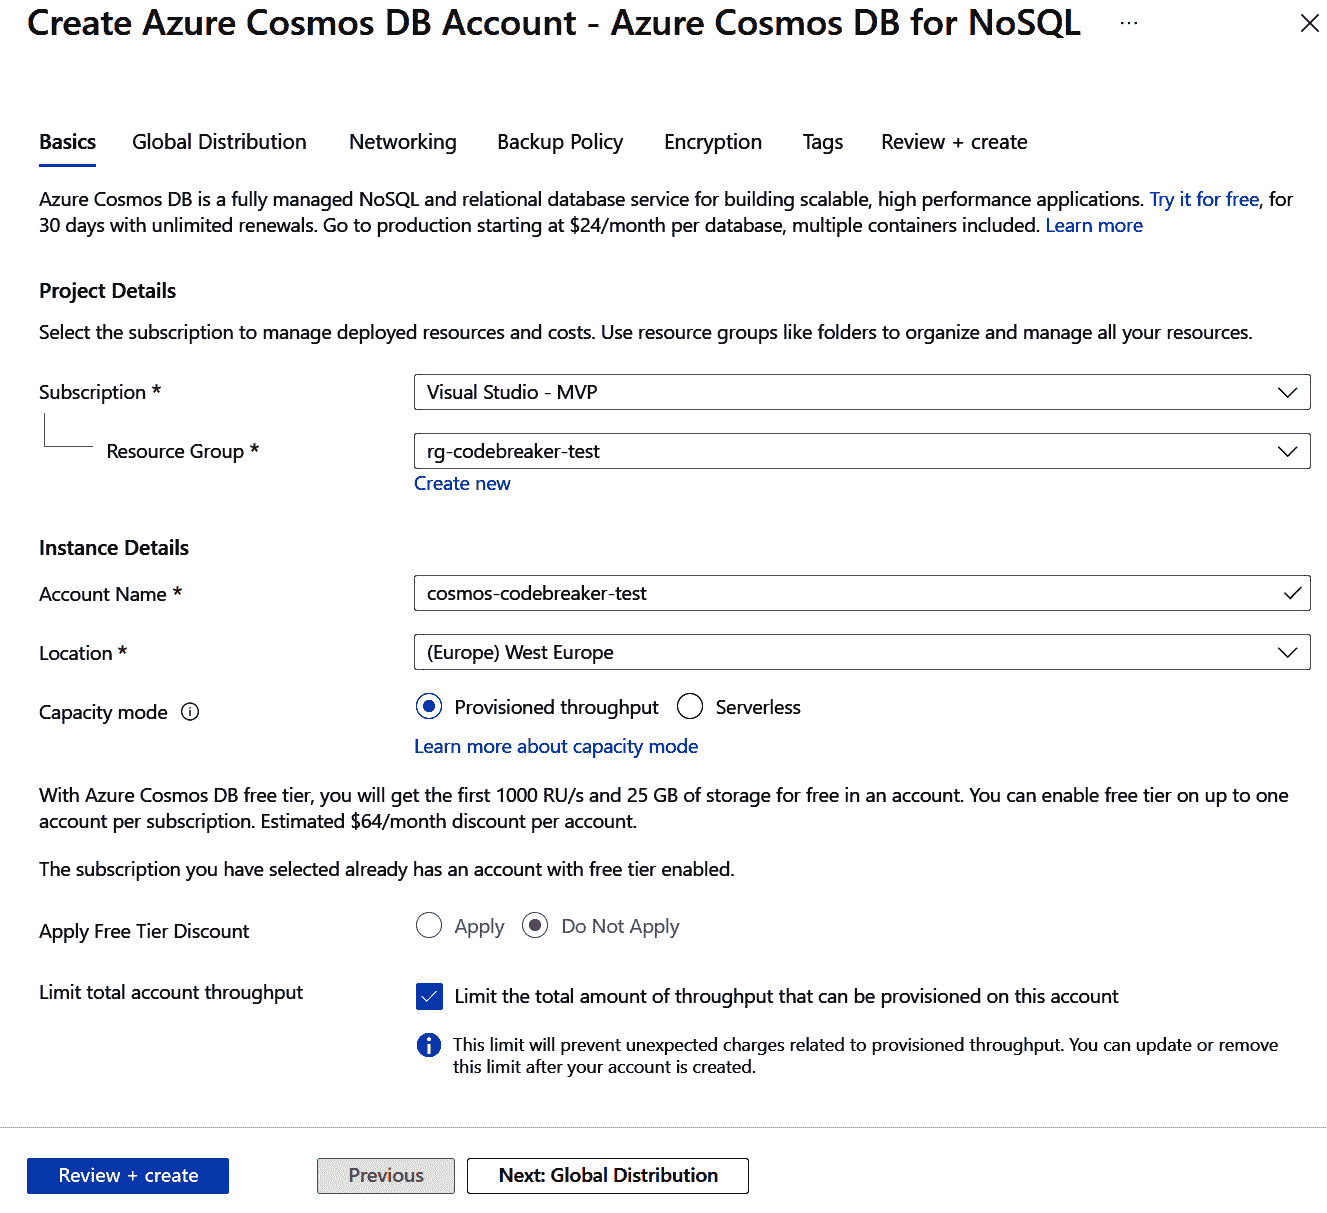 Create Azure Cosmos DB Account - Azure Cosmos DB for NoSQL ...
Basics Global Distribution Networking Backup Policy Encryption Tags Review + create
Azure Cosmos DB is a fully managed NoSQL and relational database service for building scalable, high performance applications. Try it for free, for
30 days with unlimited renewals. Go to production starting at $24/month per database, multiple containers included. Learn more
Project Details
Select the subscription to manage deployed resources and costs. Use resource groups like folders to organize and manage all your resources.
Subscription * Visual Studio - MVP
Resource Group * rg-codebreaker-test
Create new
Instance Details
Account Name * cosmos-codebreaker-test
Location * (Europe) West Europe
Capacity mode Provisioned throughput Serverless
Learn more about capacity mode
With Azure Cosmos DB free tier, you will get the first 1000 RU/s and 25 GB of storage for free in an account. You can enable free tier on up to one
account per subscription. Estimated $64/month discount per account.
The subscription you have selected already has an account with free tier enabled.
Apply Free Tier Discount Apply Do Not Apply
Limit total account throughput Limit the total amount of throughput that can be provisioned on this account
This limit will prevent unexpected charges related to provisioned throughput. You can update or remove
this limit after your account is created.
Review + create Previous Next: Global Distribution